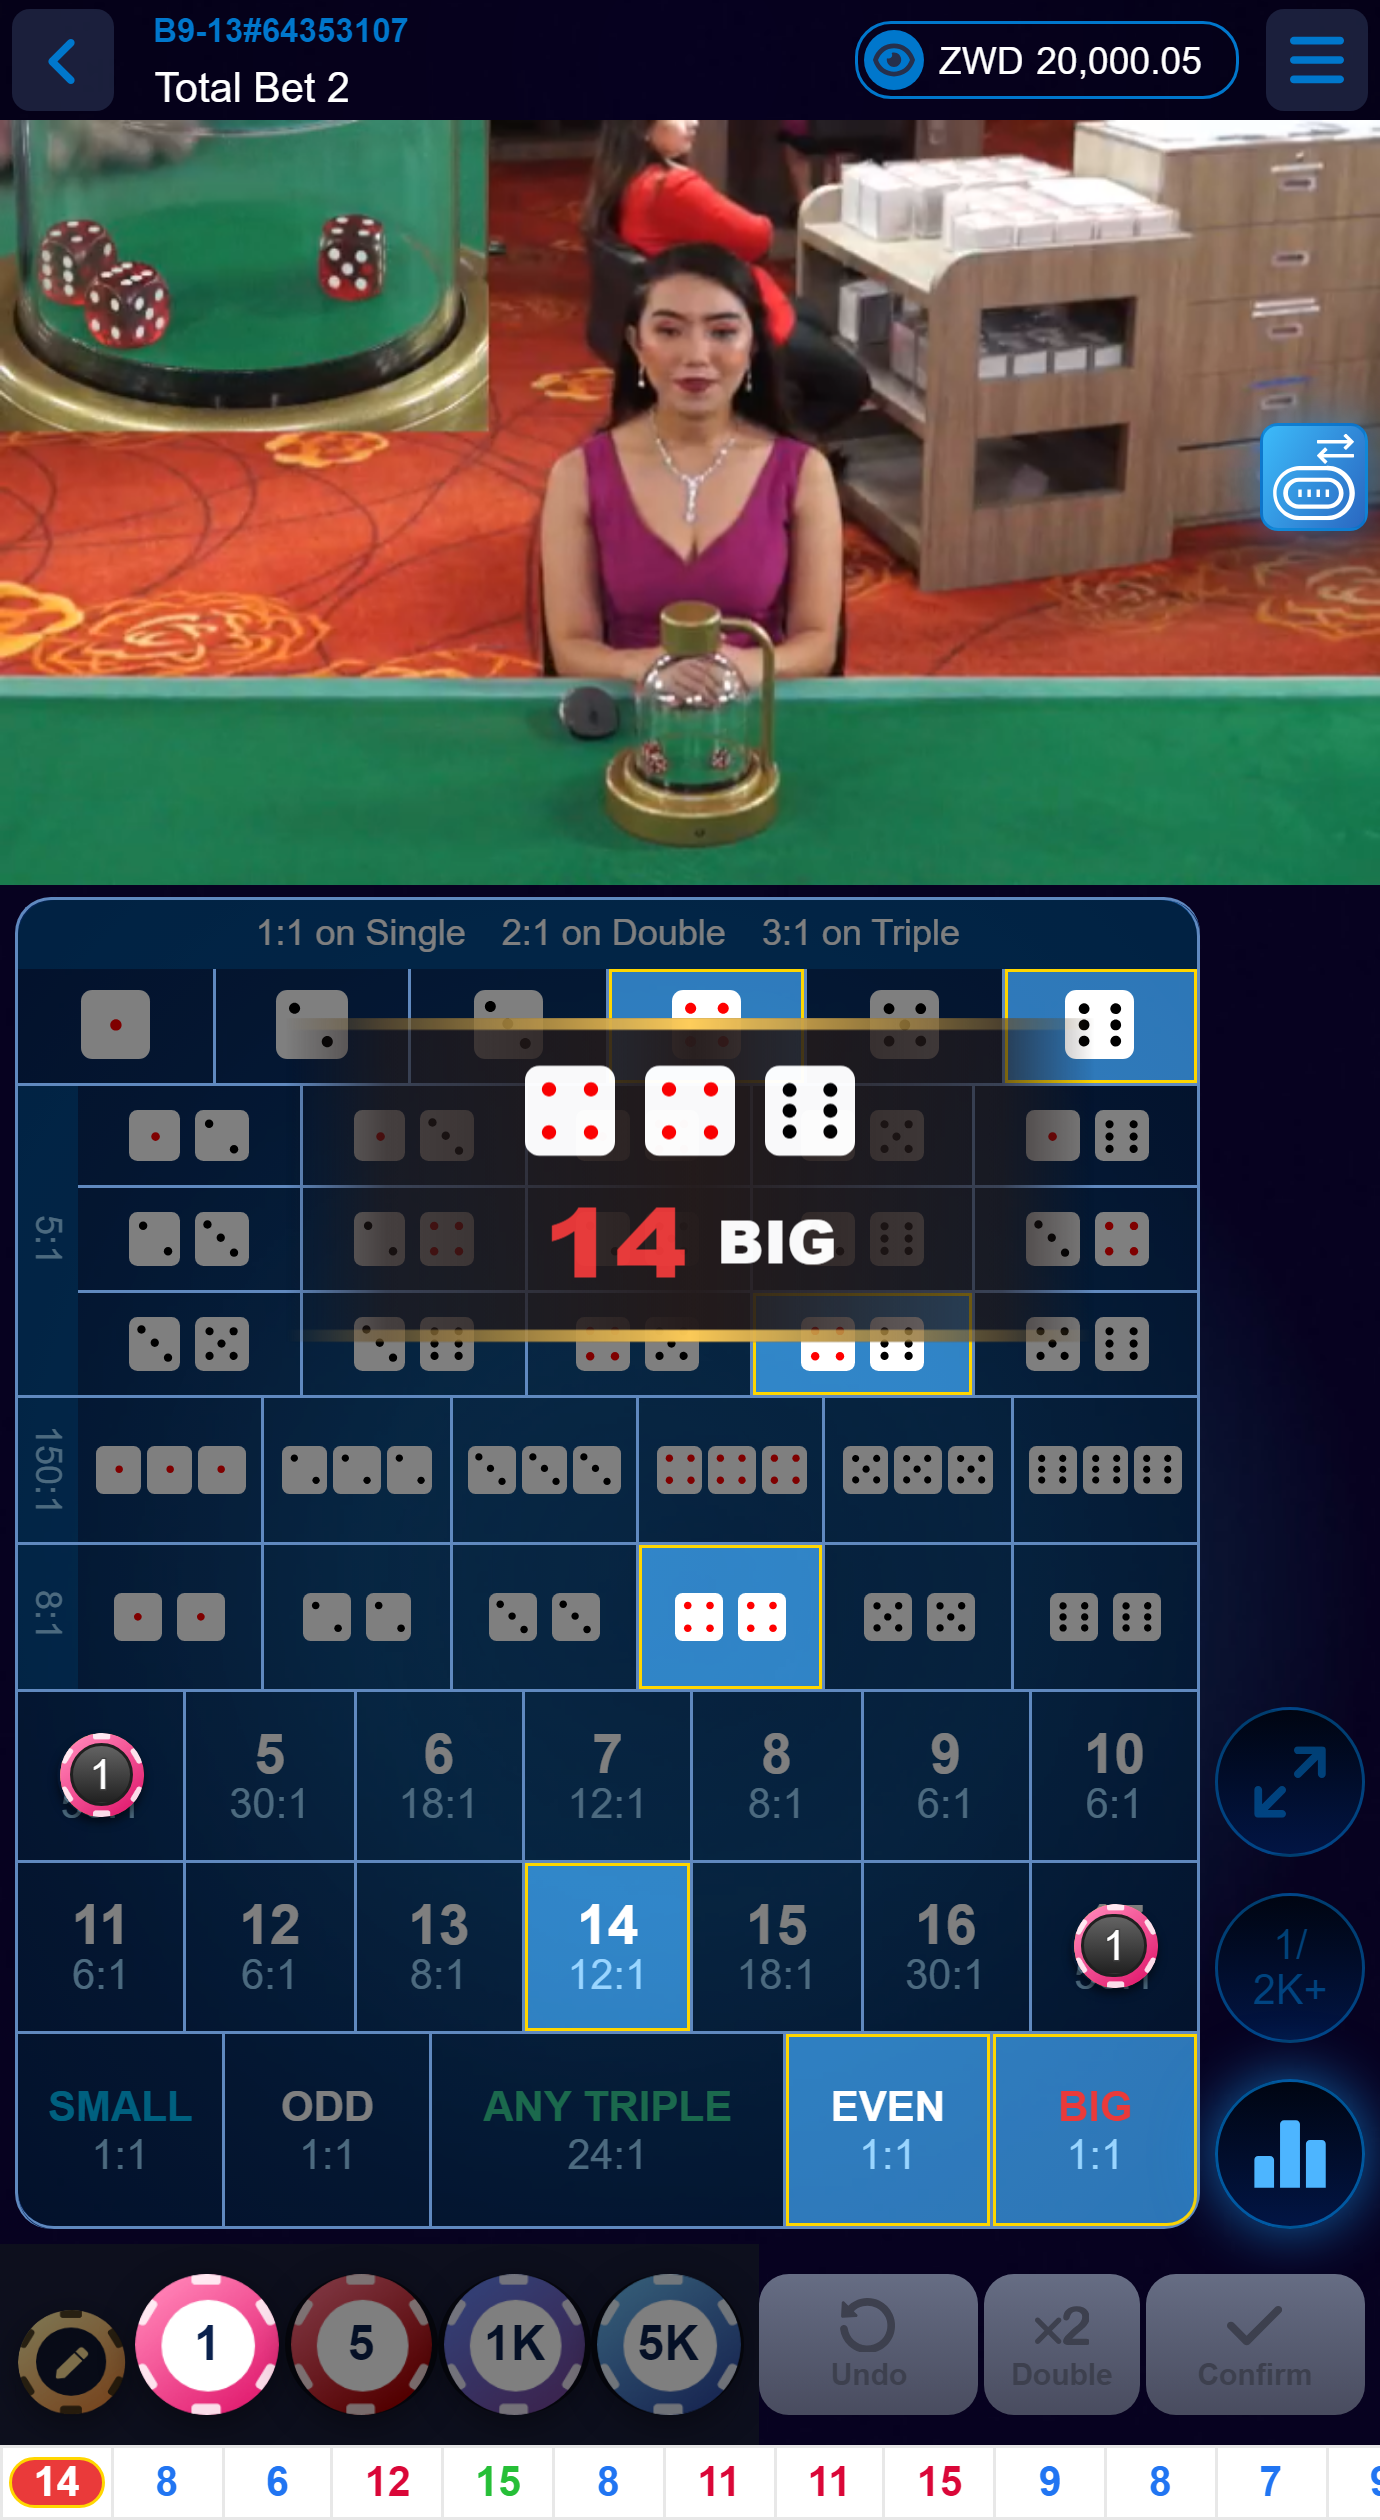 B9-13#64353107
Total Bet 2
ZWD 20,000.05
1:1 on Single 2:1 on Double 3:1 on Triple
14 BIG
5:1
150:1
8:1
1
5 6 7 8 9 10
30:1 18:1 12:1 8:1 6:1 6:1
11 12 13 14 15 16
1
6:1 6:1 8:1 12:1 18:1 30:1
1/
2K+
SMALL ODD ANY TRIPLE EVEN BIG
1:1 1:1 24:1 1:1 1:1
1 5 1K 5K
x2
Undo Double Confirm
14 8 6 12 15 8 11 11 15 9 8 7